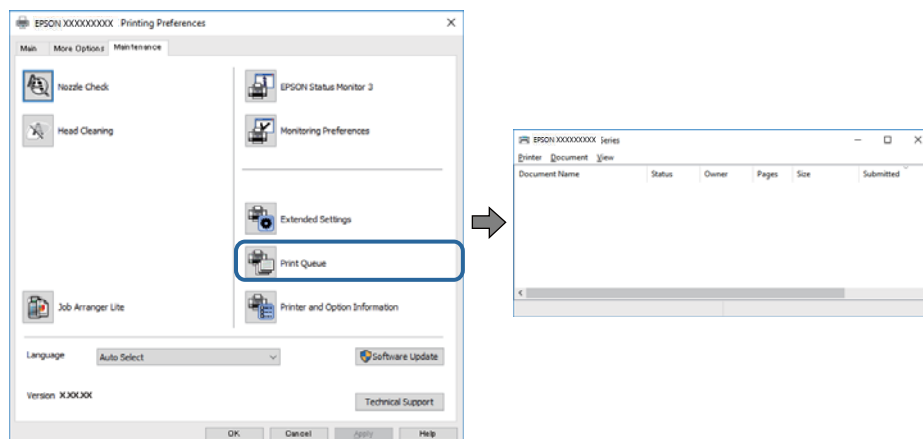 EPSON XXXXXXXXX Printing Preferences
Main More Options Maintenance
Nozzle Check
Head Cleaning
Job Arranger Lite
EPSON Status Monitor 3
Monitoring Preferences
Extended Settings
Print Queue
Printer and Option Information
Language Auto Select Software Update
Version X.XX.XX
Technical Support
OK Cancel Apply Help
EPSON XXXXXXXXX Series
Printer Document View
Document Name Status Owner Pages Size Submitted